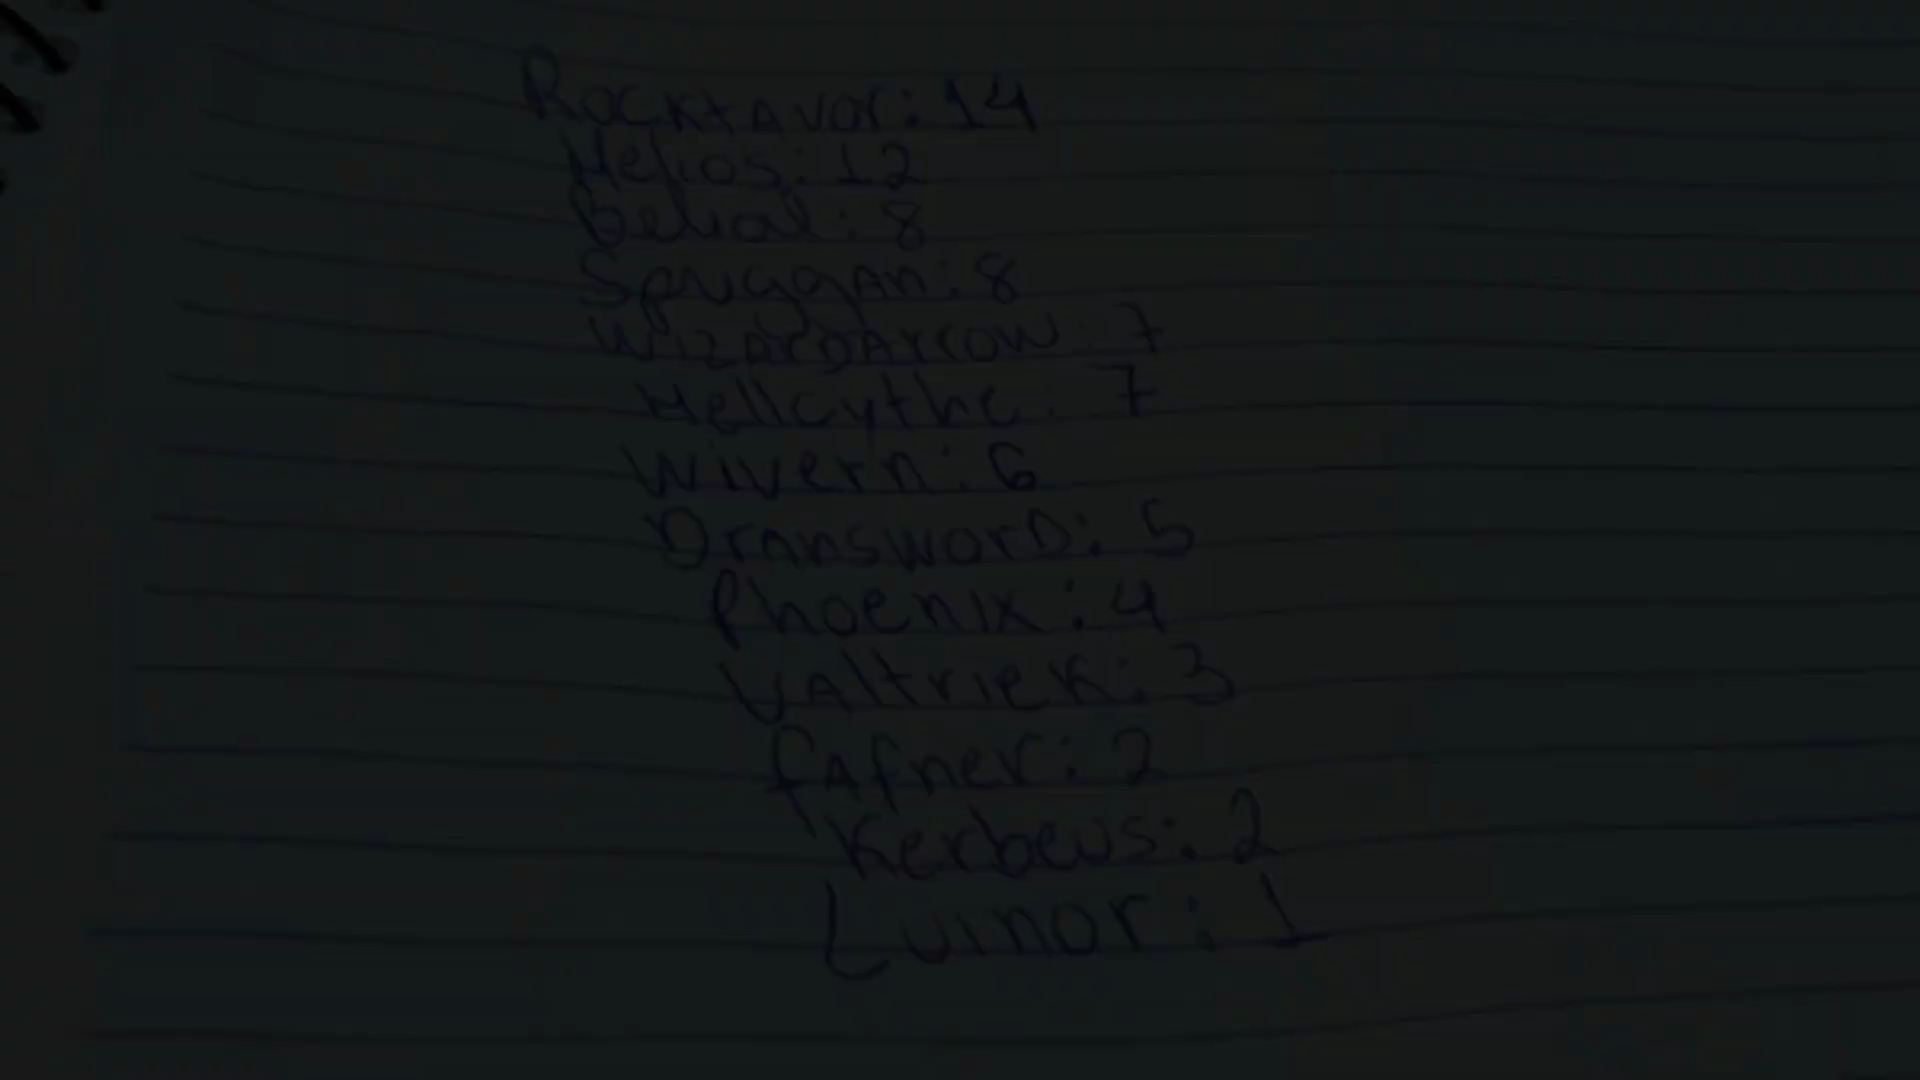 Rocktavor: 14
Helios: 12
Belial: 8
Spriggan: 8
Wizardarrow: 7
Hellcythe: 7
Wivern: 6
Dransword: 5
Phoenix: 4
Valtriek: 3
Fafner: 2
Kerbeus: 2
Luinor: 1